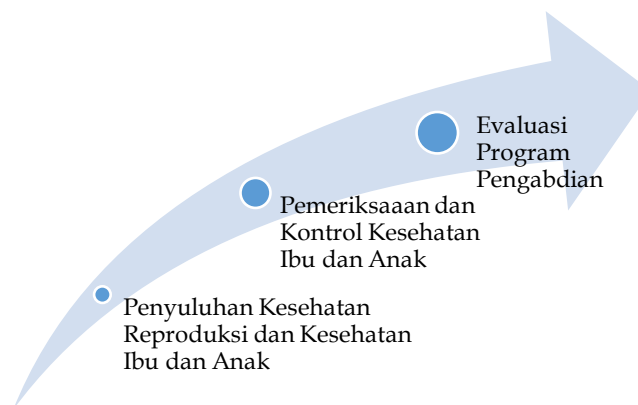 Evaluasi
Program
Pengabdian
Pemeriksaaan dan
Kontrol Kesehatan
Ibu dan Anak
Penyuluhan Kesehatan
Reproduksi dan Kesehatan
Ibu dan Anak